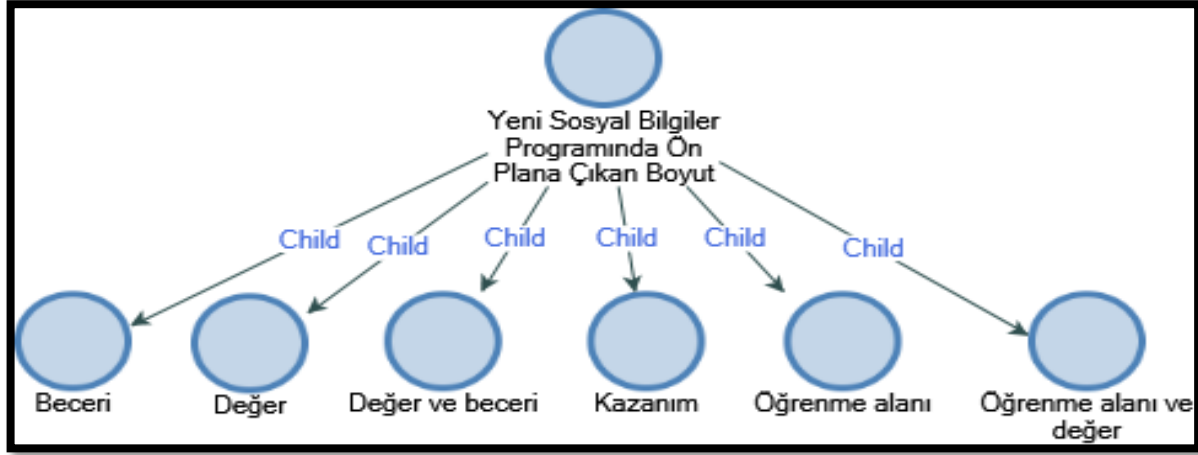 Yeni Sosyal Bilgiler
Programında Ön
Plana Çıkan Boyut
Child
Child
Child
Child
Child
Child
Beceri
Değer
Değer ve beceri
Kazanım
Öğrenme alanı
Öğrenme alanı ve
değer